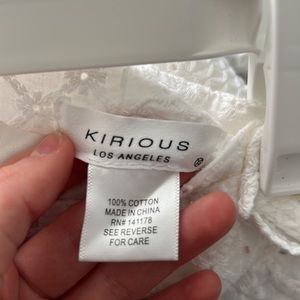 KIRIOUS
LOS ANGELES
100% COTTON
MADE IN CHINA
RN# 141178
SEE REVERSE
FOR CARE